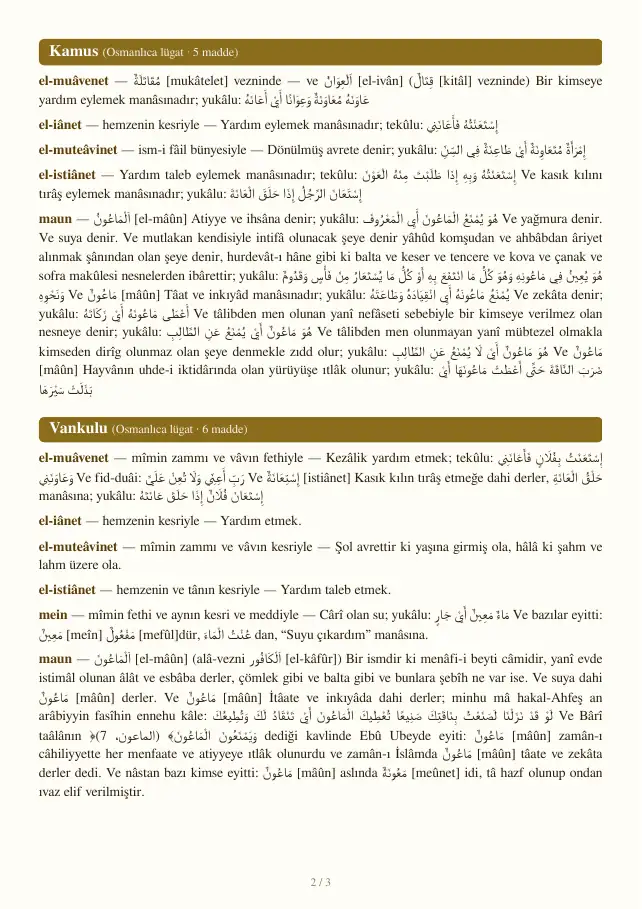 Kamus (Osmanlıca lügat · 5 madde)
el-muâvenet — مُقَاتَلَةٌ [mukâtelet] vezninde — ve اَلْعِوَانُ [el-ivân] (قِتَالٌ [kitâl] vezninde) Bir kimseye
yardım eylemek manâsınadır; yukâlu: عَاوَنَهُ مُعَاوَنَةً وَعِوَانًا أَيْ أَعَانَهُ
el-iânet — hemzenin kesriyle — Yardım eylemek manâsınadır; tekûlu: إِسْتَعَنْتُهُ فَأَعَانَنِي
el-muteâvinet — ism-i fâil bünyesiyle — Dönülmüş avrete denir; yukâlu: إِمْرَأَةٌ مُتَعَاوِنَةٌ أَيْ طَاعِنَةٌ فِي السِّنِّ
el-istiânet — Yardım taleb eylemek manâsınadır; tekûlu: إِسْتَعَنْتُهُ وَبِهِ إِذَا طَلَبْتَ مِنْهُ الْعَوْنَ Ve kasık kılını
tırâş eylemek manâsınadır; yukâlu: إِسْتَعَانَ الرَّجُلُ إِذَا حَلَقَ الْعَانَةَ
maun — اَلْمَاعُونُ [el-mâûn] Atiyye ve ihsâna denir; yukâlu: هُوَ يُمْنَعُ الْمَاعُونَ أَيِ الْمَعْرُوفَ Ve yağmura denir.
Ve suya denir. Ve mutlakan kendisiyle intifâ olunacak şeye denir yâhûd komşudan ve ahbâbdan âriyet
alınmak şânından olan şeye denir, hurdevât-ı hâne gibi ki balta ve keser ve tencere ve kova ve çanak ve
sofra makûlesi nesnelerden ibârettir; yukâlu: هُوَ يُعِينُ فِي مَاعُونِهِ وَهُوَ كُلُّ مَا انْتُفِعَ بِهِ أَوْ كُلُّ مَا يُسْتَعَارُ مِنْ فَأْسٍ وَقَدُومٍ
وَنَحْوِهِ Ve مَاعُونٌ [mâûn] Tâat ve inkıyâd manâsınadır; yukâlu: يُمْنَعُ مَاعُونَهُ أَيِ انْقِيَادَهُ وَطَاعَتَهُ Ve zekâta denir;
yukâlu: أَعْطَى مَاعُونَهُ أَيْ زَكَاتَهُ Ve tâlibden men olunan yanî nefâseti sebebiyle bir kimseye verilmez olan
nesneye denir; yukâlu: هُوَ مَاعُونٌ أَيْ يُمْنَعُ عَنِ الطَّالِبِ Ve tâlibden men olunmayan yanî mübtezel olmakla
kimseden dirîg olunmaz olan şeye denmekle zıdd olur; yukâlu: هُوَ مَاعُونٌ أَيْ لَا يُمْنَعُ عَنِ الطَّالِبِ Ve مَاعُونٌ
[mâûn] Hayvânın uhde-i iktidârında olan yürüyüşe ıtlâk olunur; yukâlu: ضَرَبَ النَّاقَةَ حَتَّى أَعْطَتْ مَاعُونَهَا أَيْ
بَذَلَتْ سَيْرَهَا
Vankulu (Osmanlıca lügat · 6 madde)
el-muâvenet — mîmin zammı ve vâvın fethiyle — Kezâlik yardım etmek; tekûlu: إِسْتَعَنْتُ بِفُلَانٍ فَأَعَانَنِي
وَعَاوَنَنِي Ve fid-duâi: رَبِّ أَعِنِّي وَلَا تُعِنْ عَلَيَّ Ve إِسْتِعَانَةٌ [istiânet] Kasık kılın tırâş etmeğe dahi derler, حَلْقُ الْعَانَةِ
manâsına; yukâlu: إِسْتَعَانَ فُلَانٌ إِذَا حَلَقَ عَانَتَهُ
el-iânet — hemzenin kesriyle — Yardım etmek.
el-muteâvinet — mîmin zammı ve vâvın kesriyle — Şol avrettir ki yaşına girmiş ola, hâlâ ki şahm ve
lahm üzere ola.
el-istiânet — hemzenin ve tânın kesriyle — Yardım taleb etmek.
mein — mîmin fethi ve aynın kesri ve meddiyle — Cârî olan su; yukâlu: مَاءٌ مَعِينٌ أَيْ جَارٍ Ve bazılar eyitti:
مَعِينٌ [meîn] مَفْعُولٌ [mefûl]dür, عُنْتُ الْمَاءَ dan, “Suyu çıkardım” manâsına.
maun — اَلْمَاعُونَ [el-mâûn] (alâ-vezni اَلْكَافُور [el-kâfûr]) Bir ismdir ki menâfi-i beyti câmidir, yanî evde
istimâl olunan âlât ve esbâba derler, çömlek gibi ve balta gibi ve bunlara şebîh ne var ise. Ve suya dahi
مَاعُونٌ [mâûn] derler. Ve مَاعُونٌ [mâûn] İtâate ve inkıyâda dahi derler; minhu mâ hakal-Ahfeş an
arâbiyyin fasîhin ennehu kâle: لَوْ قَدْ نَزَلْنَا لَصَنَعْتُ بِنَاقَتِكَ صَنِيعًا تُعْطِيكَ الْمَاعُونَ أَيْ تَنْقَادُ لَكَ وَتُطِيعُكَ Ve Bârî
taâlânın ﴿وَيَمْنَعُونَ الْمَاعُونَ﴾ (الماعون، 7) dediği kavlinde Ebû Ubeyde eyiti: مَاعُونٌ [mâûn] zamân-ı
câhiliyyette her menfaate ve atiyyeye ıtlâk olunurdu ve zamân-ı İslâmda مَاعُونٌ [mâûn] tâate ve zekâta
derler dedi. Ve nâstan bazı kimse eyitti: مَاعُونٌ [mâûn] aslında مَعُونَةٌ [meûnet] idi, tâ hazf olunup ondan
ıvaz elif verilmiştir.
2 / 3